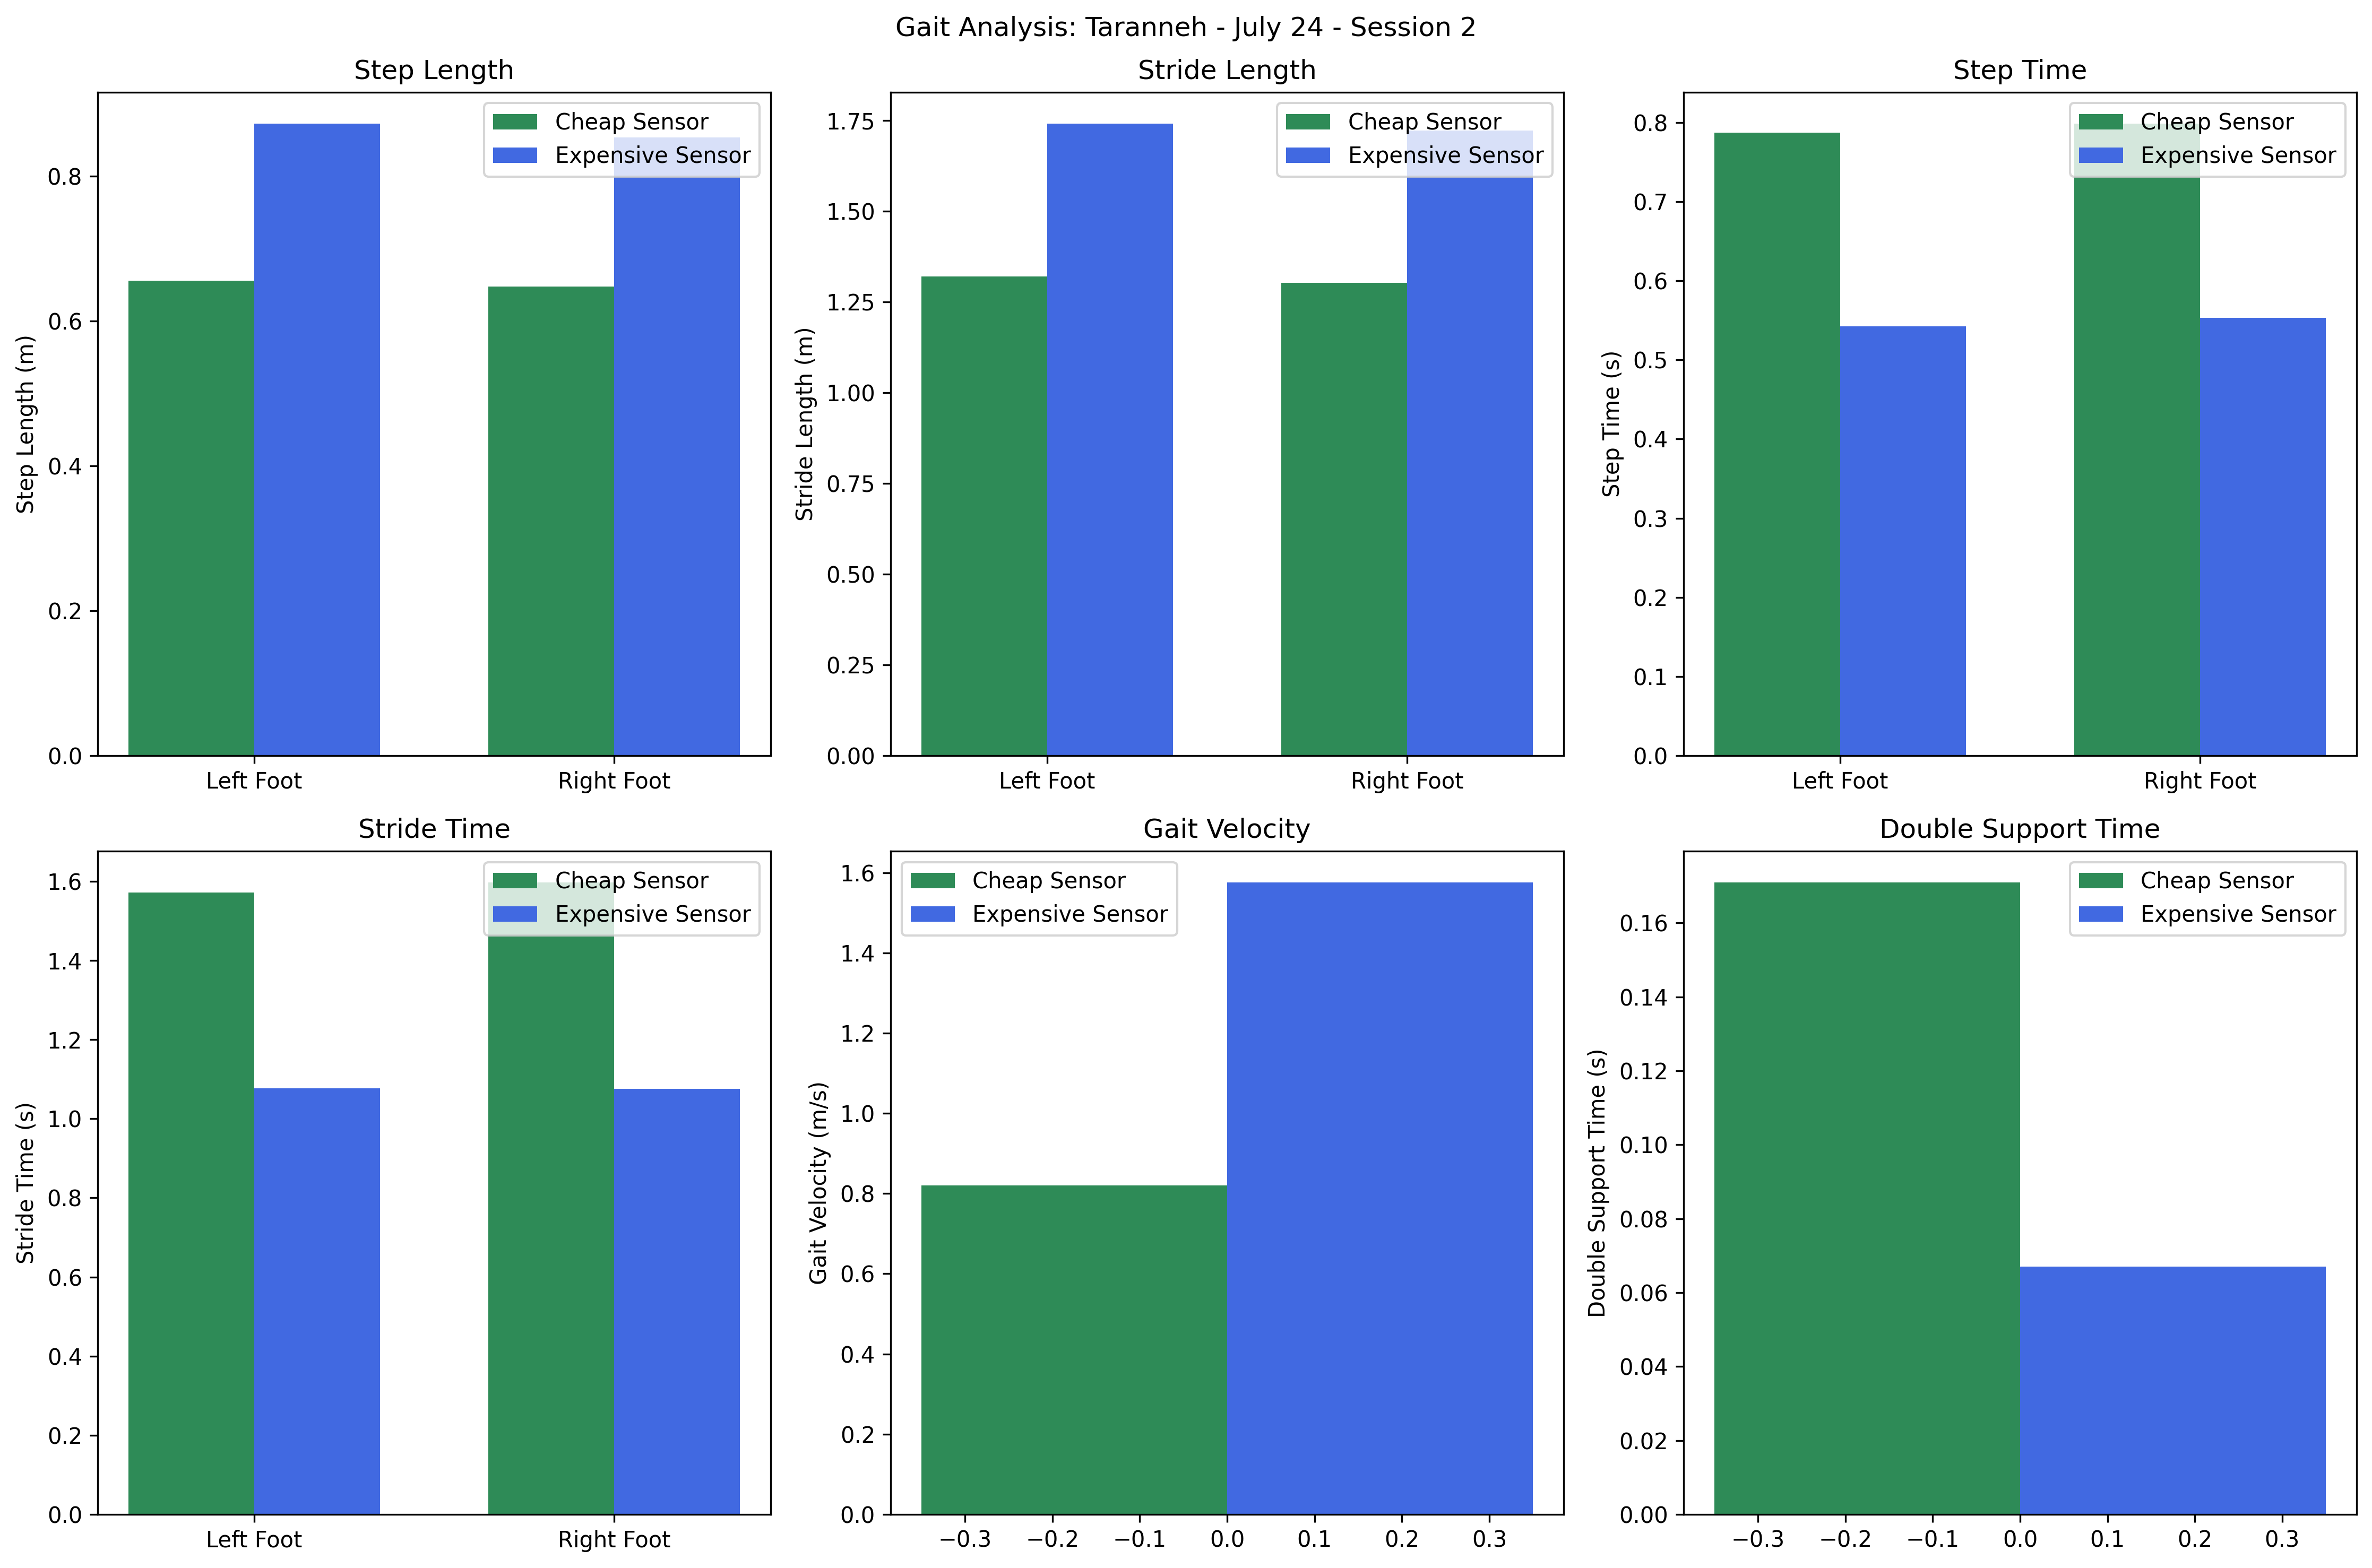 Gait Analysis: Taranneh - July 24 - Session 2
Step Length
Step Length (m)
0.8
0.6
0.4
0.2
0.0
Cheap Sensor
Expensive Sensor
Left Foot
Right Foot
Stride Length
Stride Length (m)
1.75
1.50
1.25
1.00
0.75
0.50
0.25
0.00
Cheap Sensor
Expensive Sensor
Left Foot
Right Foot
Step Time
Step Time (s)
0.8
0.7
0.6
0.5
0.4
0.3
0.2
0.1
0.0
Cheap Sensor
Expensive Sensor
Left Foot
Right Foot
Stride Time
Stride Time (s)
1.6
1.4
1.2
1.0
0.8
0.6
0.4
0.2
0.0
Cheap Sensor
Expensive Sensor
Left Foot
Right Foot
Gait Velocity
Gait Velocity (m/s)
1.6
1.4
1.2
1.0
0.8
0.6
0.4
0.2
0.0
Cheap Sensor
Expensive Sensor
−0.3 −0.2 −0.1 0.0 0.1 0.2 0.3
Double Support Time
Double Support Time (s)
0.16
0.14
0.12
0.10
0.08
0.06
0.04
0.02
0.00
Cheap Sensor
Expensive Sensor
−0.3 −0.2 −0.1 0.0 0.1 0.2 0.3